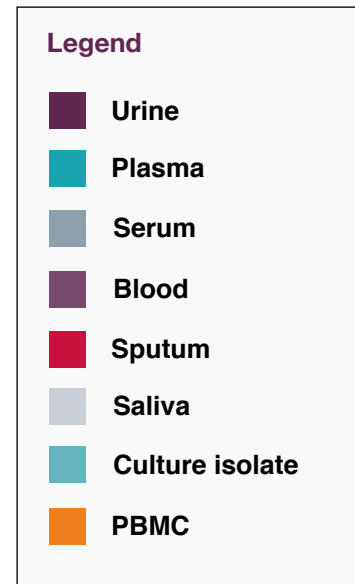 Legend
Urine
Plasma
Serum
Blood
Sputum
Saliva
Culture isolate
PBMC